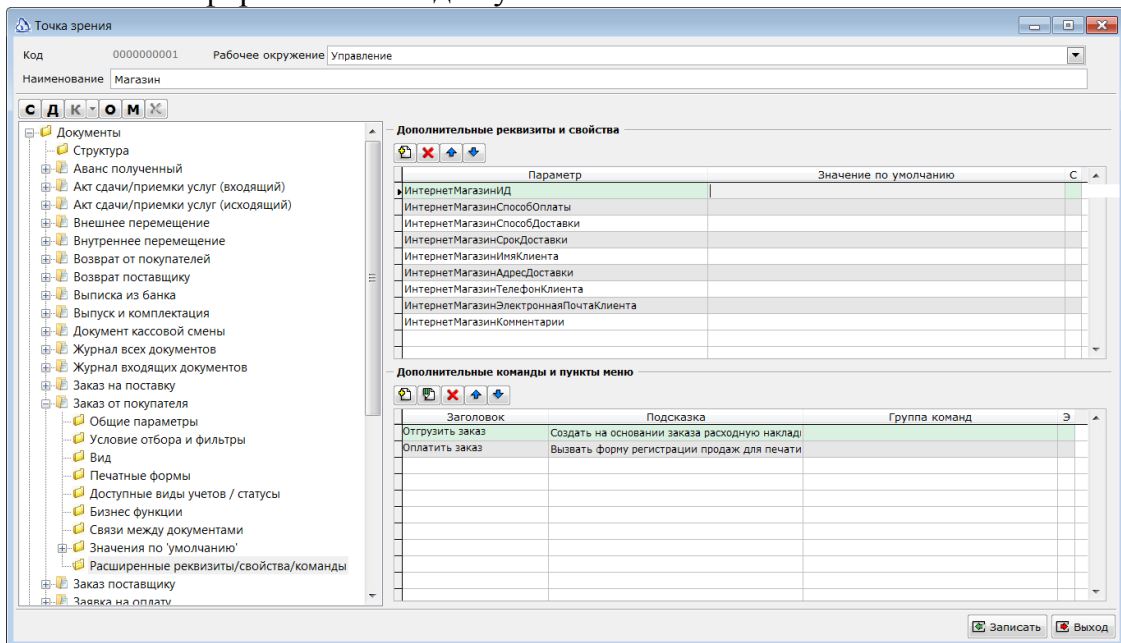 Точка зрения
Код 0000000001 Рабочее окружение Управление
Наименование Магазин
С Д К О М
Документы
Структура
Аванс полученный
Акт сдачи/приемки услуг (входящий)
Акт сдачи/приемки услуг (исходящий)
Внешнее перемещение
Внутреннее перемещение
Возврат от покупателей
Возврат поставщику
Выписка из банка
Выпуск и комплектация
Документ кассовой смены
Журнал всех документов
Журнал входящих документов
Заказ на поставку
Заказ от покупателя
Общие параметры
Условие отбора и фильтры
Вид
Печатные формы
Доступные виды учетов / статусы
Бизнес функции
Связи между документами
Значения по 'умолчанию'
Расширенные реквизиты/свойства/команды
Заказ поставщику
Заявка на оплату
Дополнительные реквизиты и свойства
Параметр Значение по умолчанию С
ИнтернетМагазинИД
ИнтернетМагазинСпособОплаты
ИнтернетМагазинСпособДоставки
ИнтернетМагазинСрокДоставки
ИнтернетМагазинИмяКлиента
ИнтернетМагазинАдресДоставки
ИнтернетМагазинТелефонКлиента
ИнтернетМагазинЭлектроннаяПочтаКлиента
ИнтернетМагазинКомментарии
Дополнительные команды и пункты меню
Заголовок Подсказка Группа команд Э
Отгрузить заказ Создать на основании заказа расходную наклад
Оплатить заказ Вызвать форму регистрации продаж для печати
Записать Выход